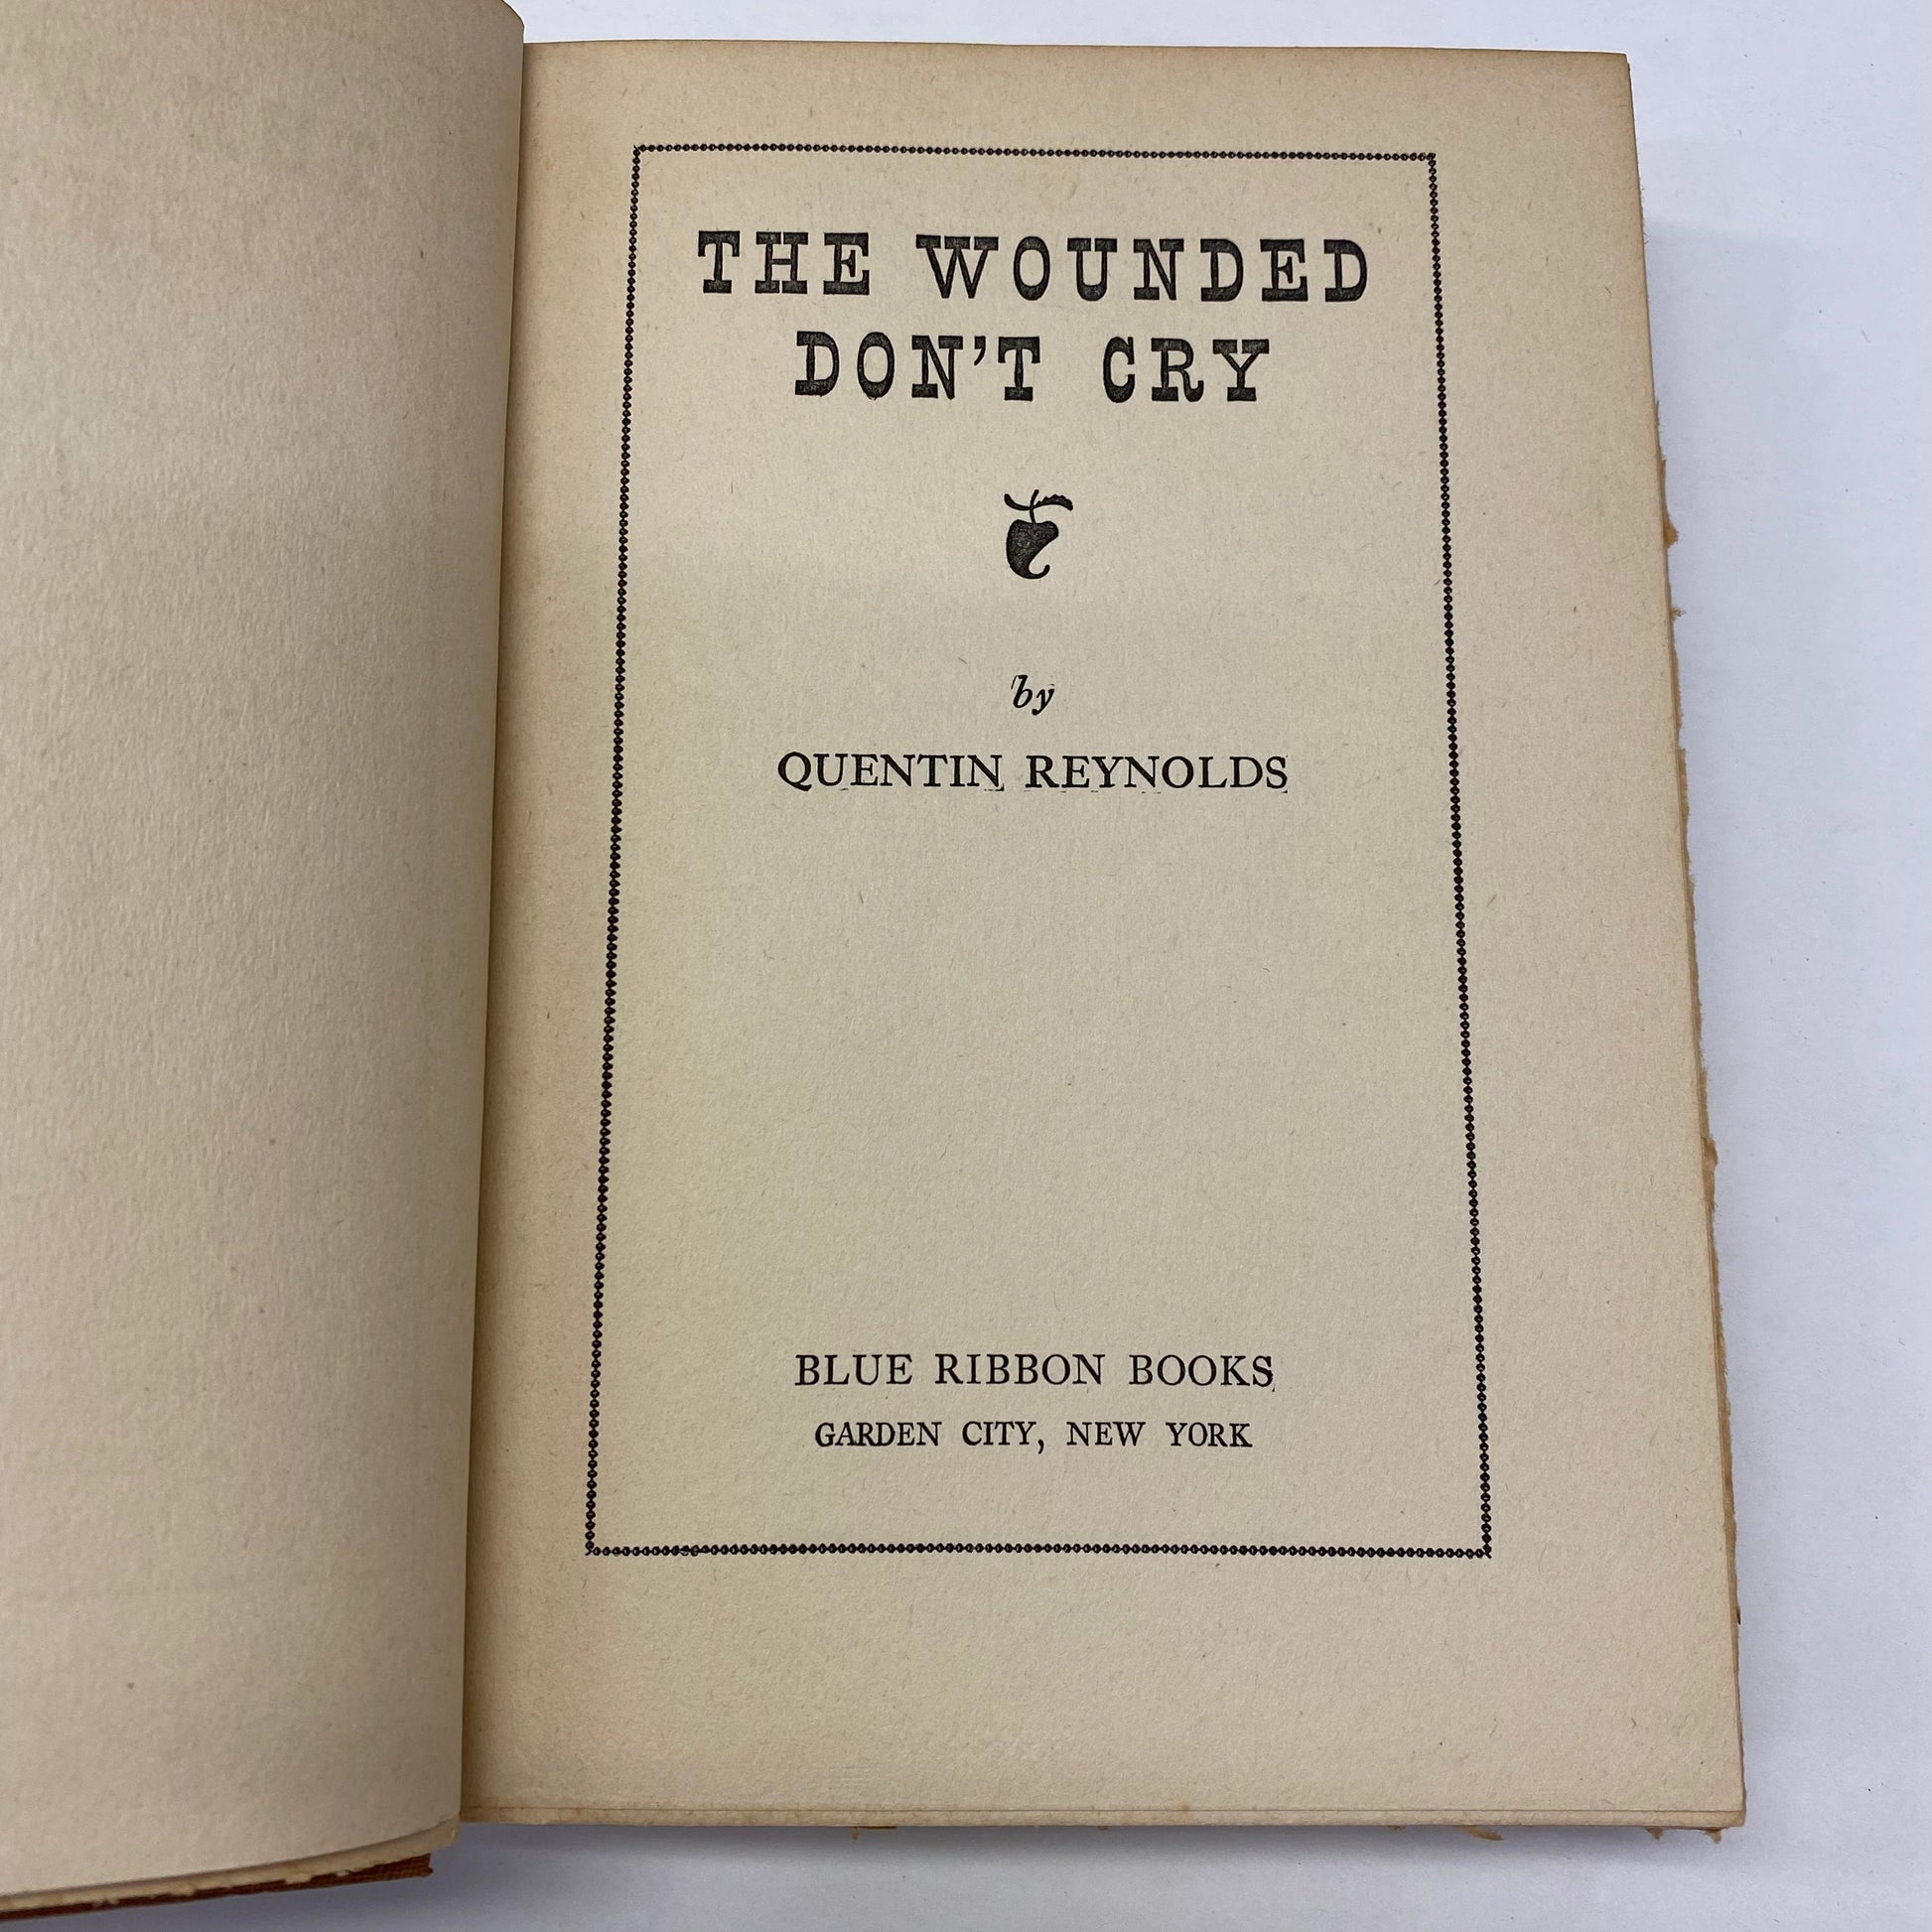 THE WOUNDED
DON'T CRY
by
QUENTIN REYNOLDS
BLUE RIBBON BOOKS
GARDEN CITY, NEW YORK